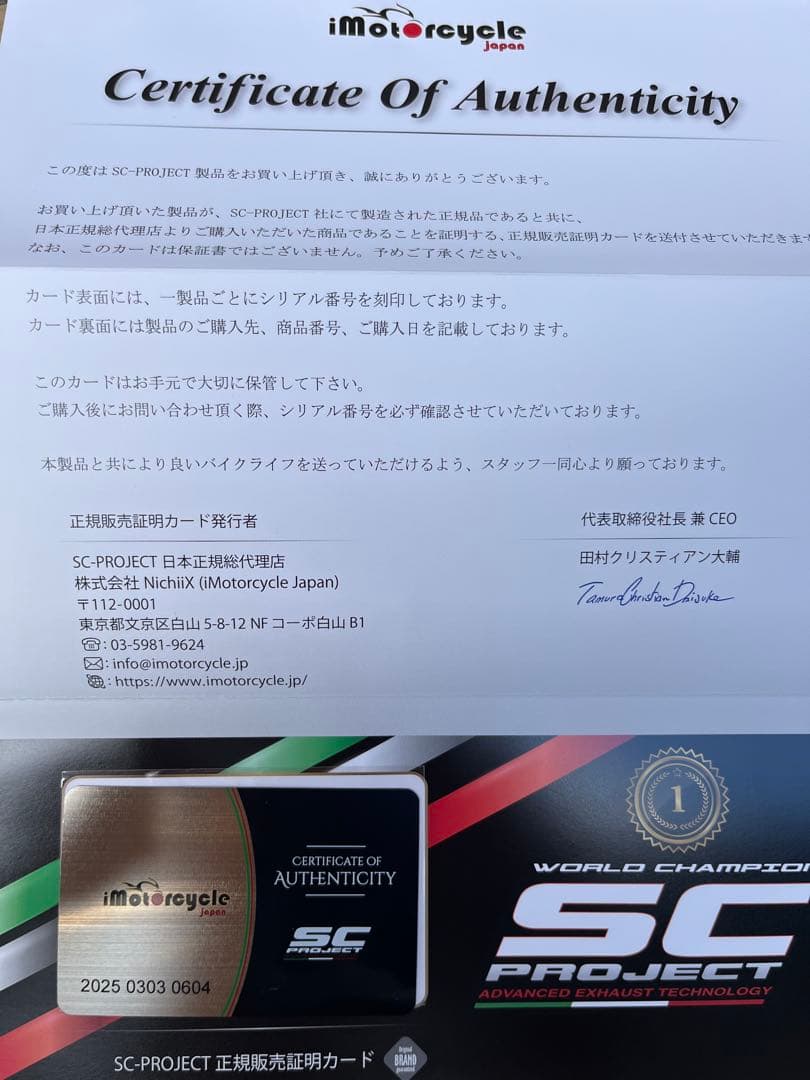 iMotorcycle
japan
Certificate Of Authenticity
この度は SC-PROJECT 製品をお買い上げ頂き、誠にありがとうございます。
お買い上げ頂いた製品が、SC-PROJECT 社にて製造された正規品であると共に、
日本正規総代理店よりご購入いただいた商品であることを証明する、正規販売証明カードを送付させていただきます
なお、このカードは保証書ではございません。予めご了承ください。
カード表面には、一製品ごとにシリアル番号を刻印しております。
カード裏面には製品のご購入先、商品番号、ご購入日を記載しております。
このカードはお手元で大切に保管して下さい。
ご購入後にお問い合わせ頂く際、シリアル番号を必ず確認させていただいております。
本製品と共により良いバイクライフを送っていただけるよう、スタッフ一同心より願っております。
正規販売証明カード発行者
SC-PROJECT 日本正規総代理店
株式会社 NichiiX (iMotorcycle Japan)
〒112-0001
東京都文京区白山 5-8-12 NF コーポ白山 B1
☎: 03-5981-9624
✉: info@imotorcycle.jp
: https://www.imotorcycle.jp/
代表取締役社長 兼 CEO
田村クリスティアン大輔
Tamura Christian Daisuke
iMotorcycle
japan
2025 0303 0604
CERTIFICATE OF
AUTHENTICITY
SC
PROJECT
1
WORLD CHAMPION
SC
PROJECT
ADVANCED EXHAUST TECHNOLOGY
SC-PROJECT 正規販売証明カード
Original
BRAND
guaranteed